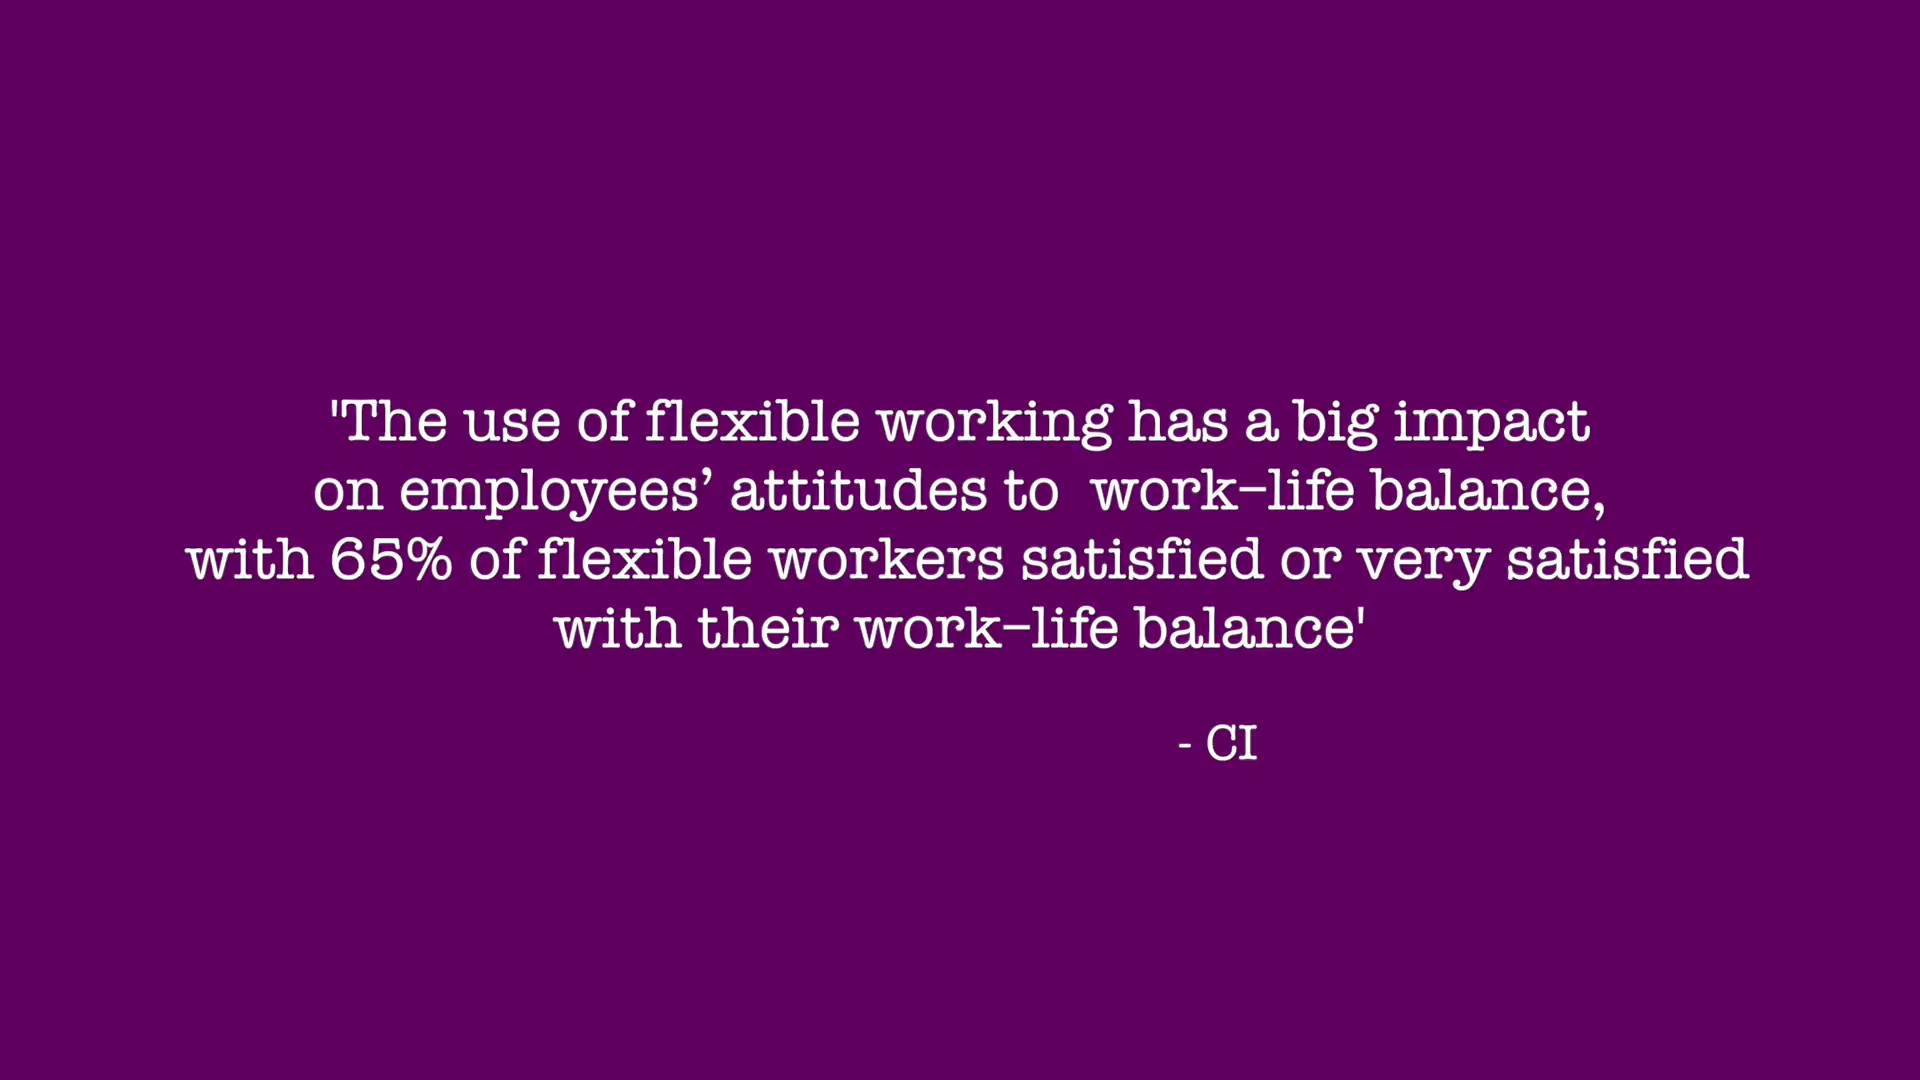 'The use of flexible working has a big impact
on employees’ attitudes to  work–life balance,
with 65% of flexible workers satisfied or very satisfied
with their work–life balance'
- CI